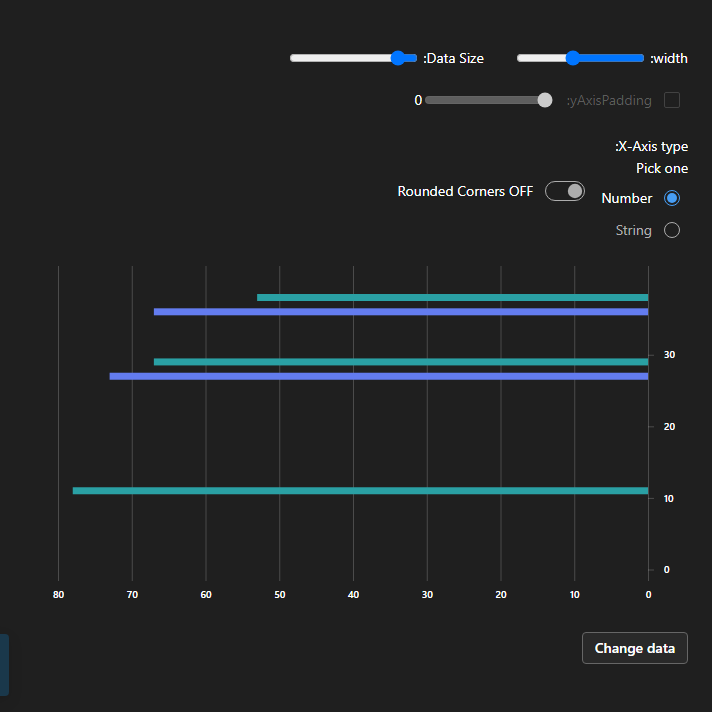 :width
:Data Size
:yAxisPadding
0
:X-Axis type
Pick one
Number
Rounded Corners OFF
String
30
20
10
0
80 70 60 50 40 30 20 10 0
Change data